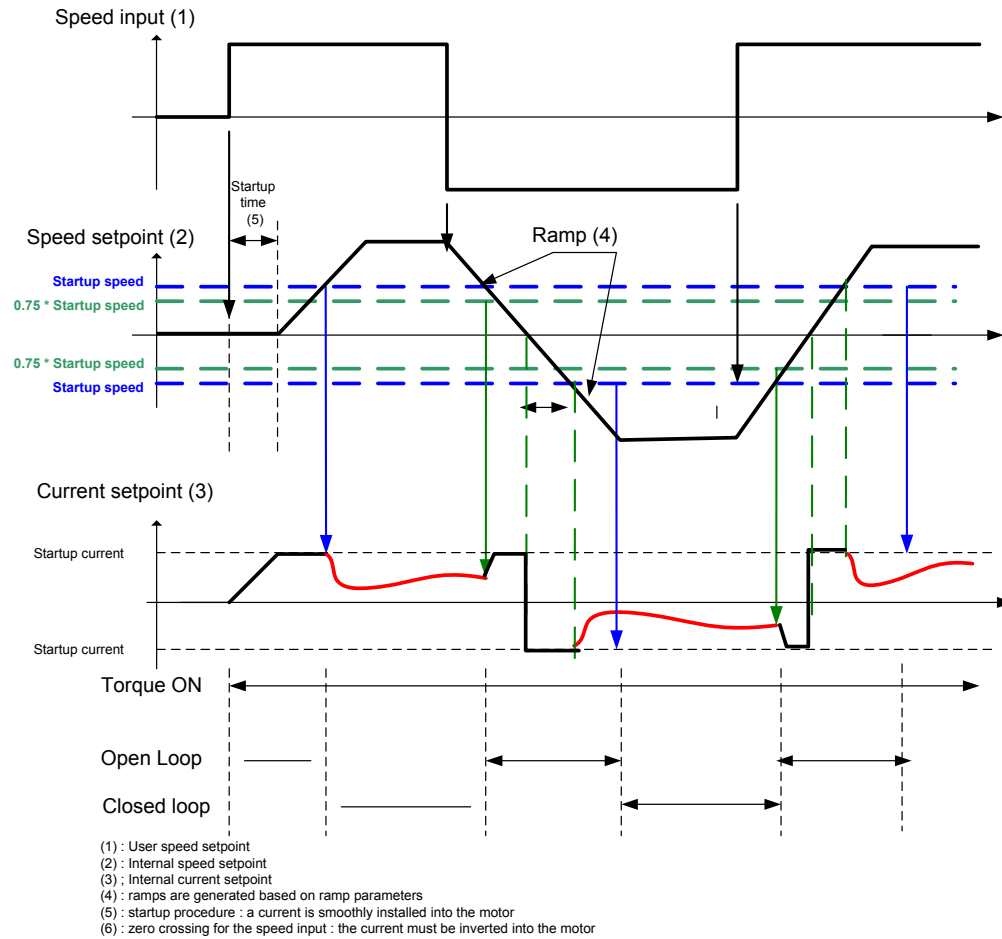 Speed input (1)
Startup
time
(5)
Speed setpoint (2)
Ramp (4)
Startup speed
0.75 * Startup speed
0.75 * Startup speed
Startup speed
Current setpoint (3)
Startup current
Startup current
Torque ON
Open Loop
Closed loop
(1) : User speed setpoint
(2) : Internal speed setpoint
(3) ; Internal current setpoint
(4) : ramps are generated based on ramp parameters
(5) : startup procedure : a current is smoothly installed into the motor
(6) : zero crossing for the speed input : the current must be inverted into the motor